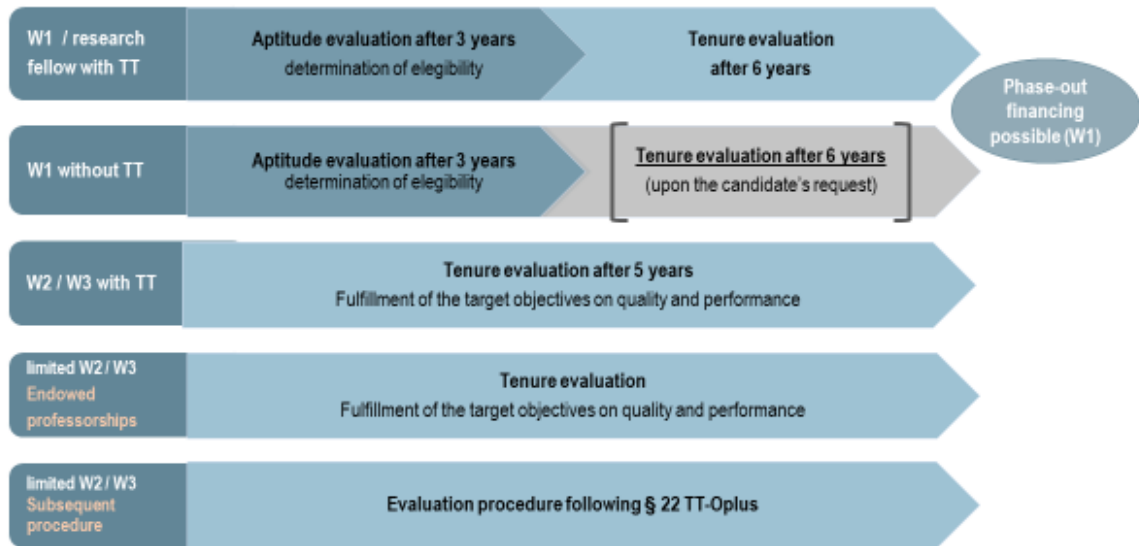 W1 / research
fellow with TT
Aptitude evaluation after 3 years
determination of elegibility
Tenure evaluation
after 6 years
Phase-out
financing
possible (W1)
W1 without TT
Aptitude evaluation after 3 years
determination of elegibility
Tenure evaluation after 6 years
(upon the candidate's request)
W2 / W3 with TT
Tenure evaluation after 5 years
Fulfillment of the target objectives on quality and performance
limited W2 / W3
Endowed
professorships
Tenure evaluation
Fulfillment of the target objectives on quality and performance
limited W2 / W3
Subsequent
procedure
Evaluation procedure following § 22 TT-Oplus